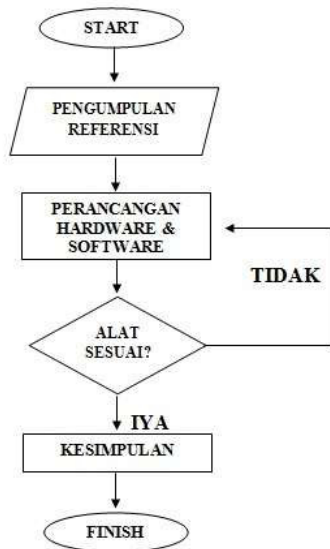 START
PENGUMPULAN
REFERENSI
PERANCANGAN
HARDWARE &
SOFTWARE
TIDAK
ALAT
SESUAI?
IYA
KESIMPULAN
FINISH